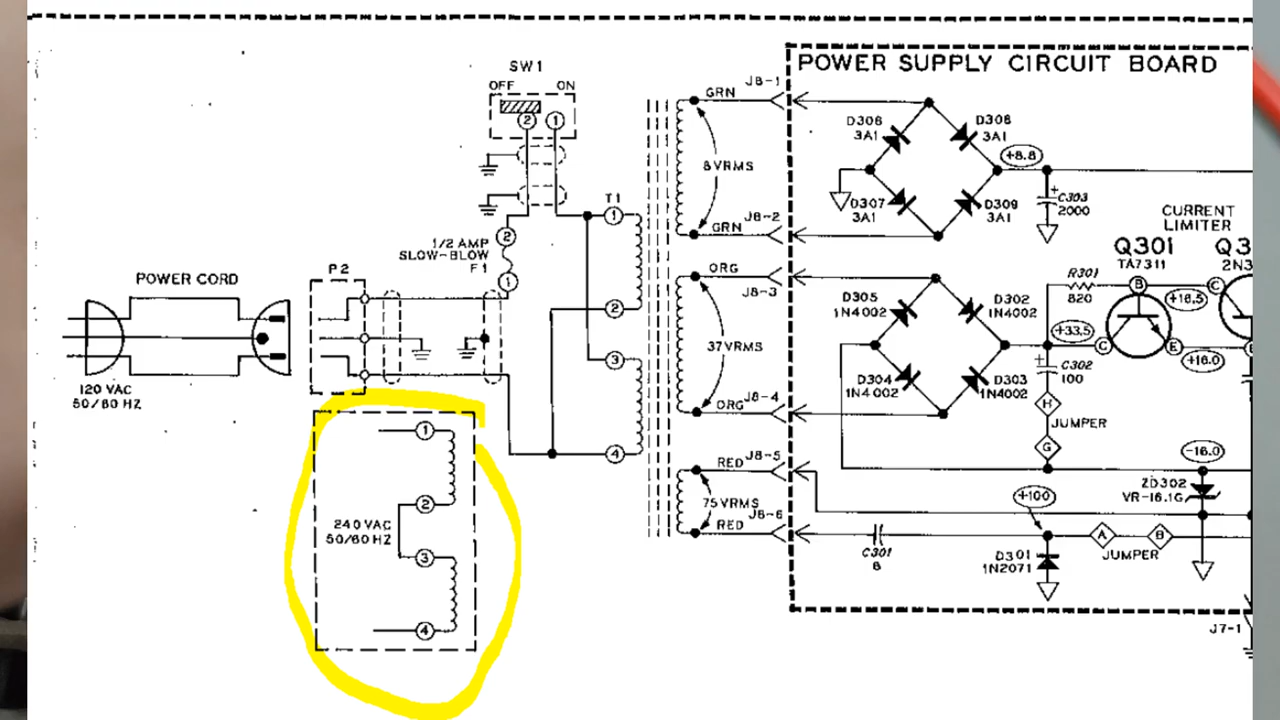 POWER SUPPLY CIRCUIT BOARD
SW1
OFF
ON
2
1
J8-1
GRN
8VRMS
J8-2
GRN
D306
3A1
D308
3A1
+8.8
D307
3A1
D309
3A1
+
C303
2000
T1
1
2
3
4
2
1/2 AMP
SLOW-BLOW
F1
1
POWER CORD
P2
120 VAC
50/60 HZ
ORG
J8-3
37VRMS
ORG
J8-4
D305
1N4002
D302
1N4002
D304
1N4002
D303
1N4002
+33.5
R301
820
CURRENT
LIMITER
Q301
TA7311
B
C
E
+16.5
+16.0
Q3
2N3
C
+
C302
100
H
JUMPER
G
RED
J8-5
75VRMS
J8-6
RED
C301
8
+100
D301
1N2071
A
B
JUMPER
-16.0
ZD302
VR-16.1G
J7-1
1
2
240 VAC
50/60 HZ
3
4